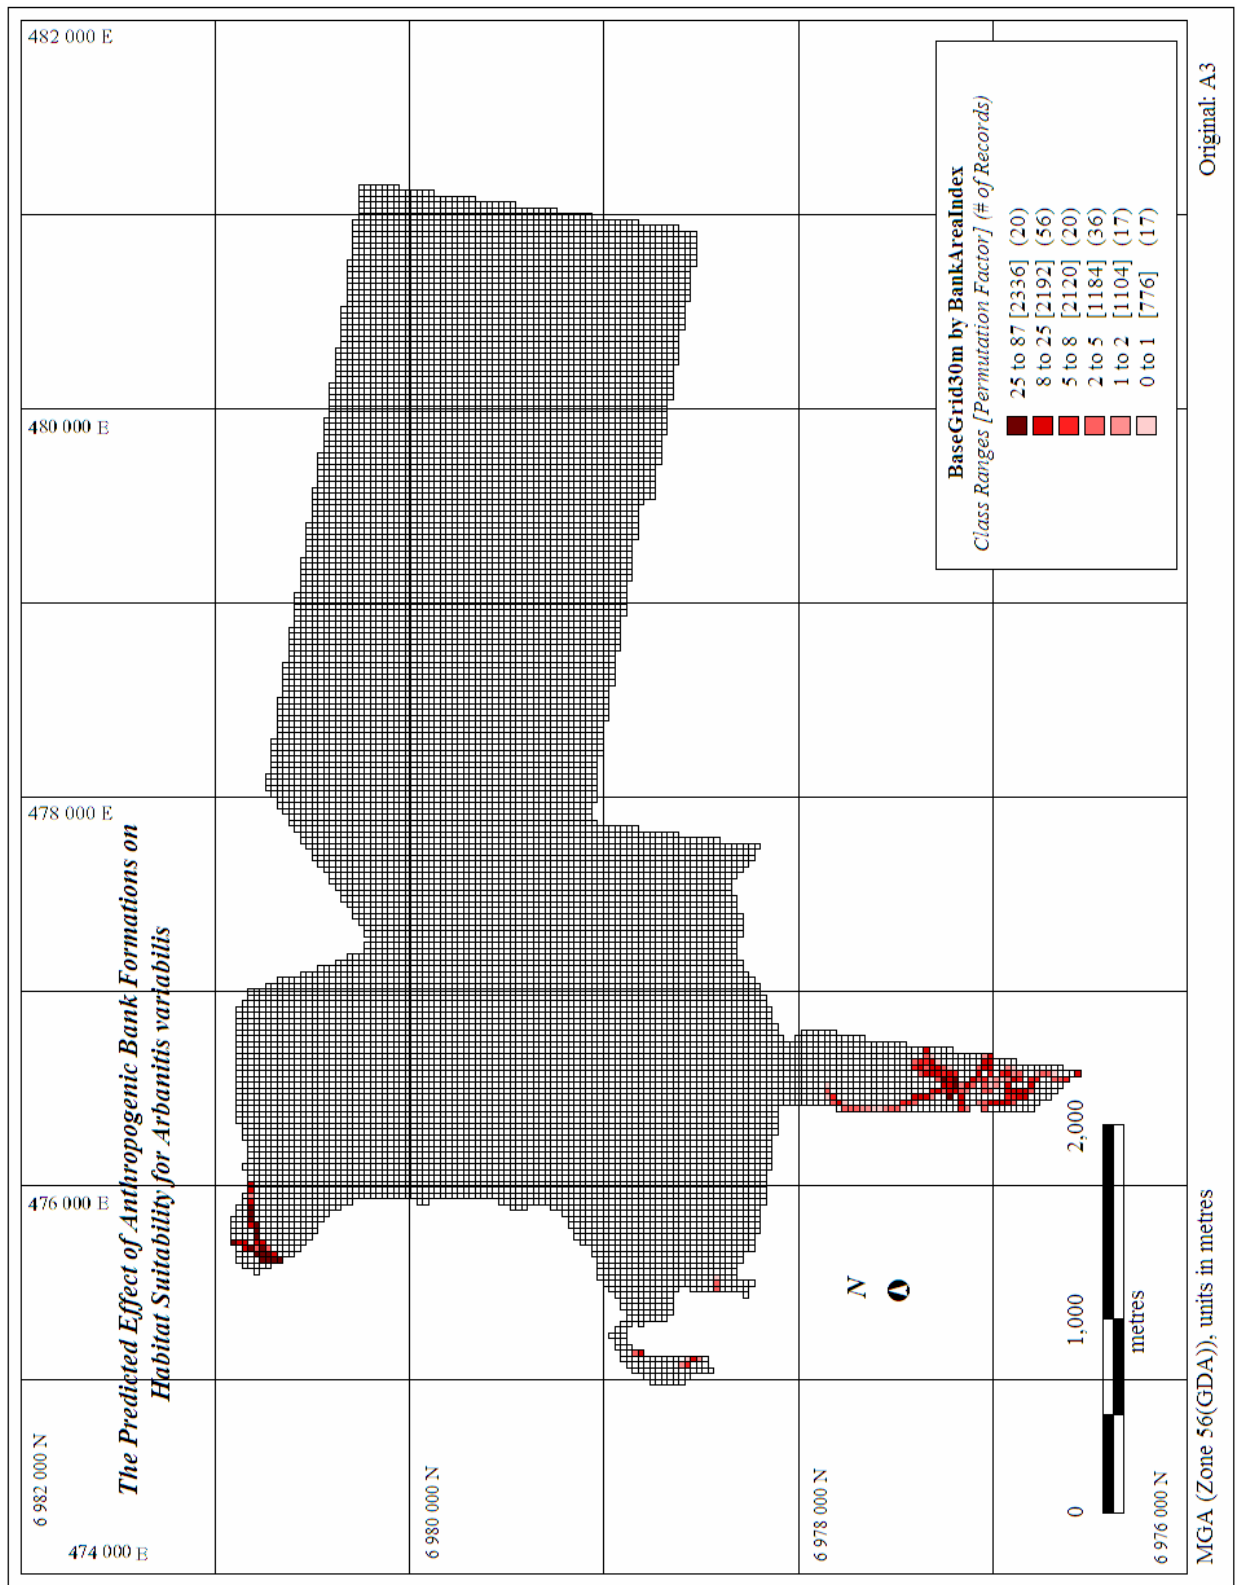 The Predicted Effect of Anthropogenic Bank Formations on
Habitat Suitability for Arbanitis variabilis
474 000 E
476 000 E
478 000 E
480 000 E
482 000 E
6 982 000 N
6 980 000 N
6 978 000 N
6 976 000 N
N
0 1,000 2,000
metres
BaseGrid30m by BankAreaIndex
Class Ranges [Permutation Factor] (# of Records)
25 to 87 [2336] (20)
8 to 25 [2192] (56)
5 to 8 [2120] (20)
2 to 5 [1184] (36)
1 to 2 [1104] (17)
0 to 1 [776] (17)
MGA (Zone 56(GDA)), units in metres
Original: A3